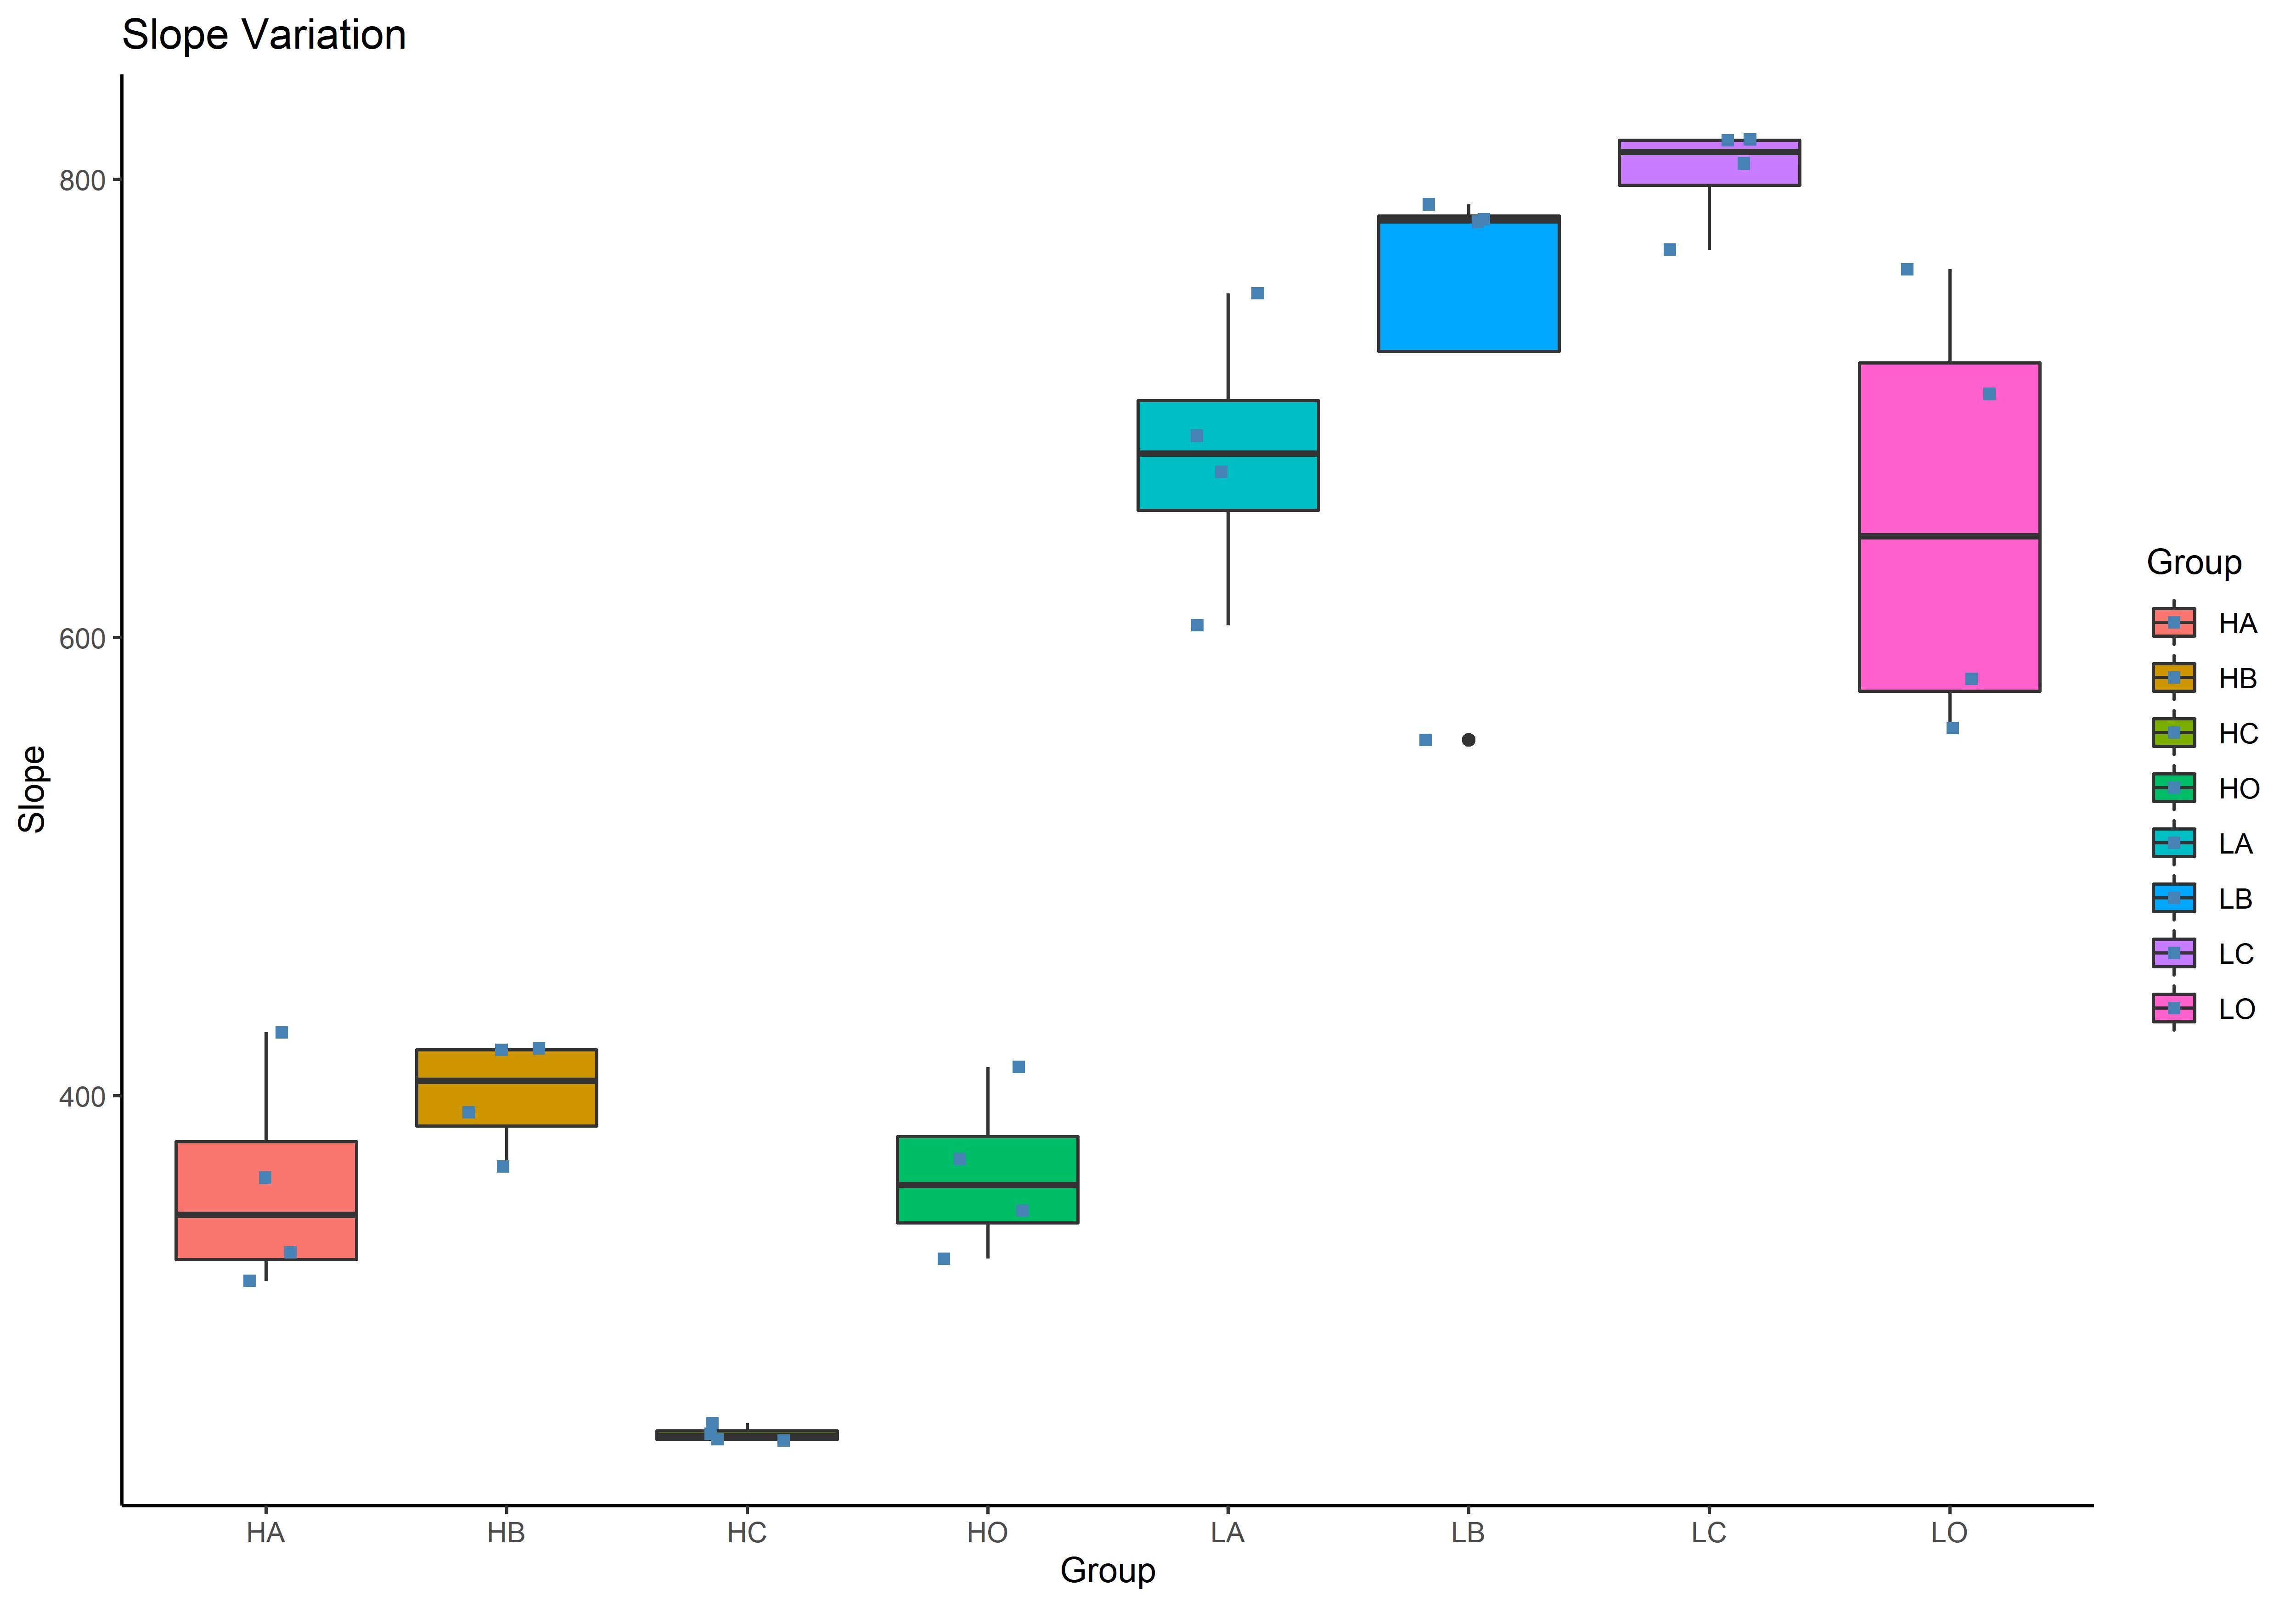 Slope Variation
800
600
400
Slope
HA HB HC HO LA LB LC LO
Group
Group
HA
HB
HC
HO
LA
LB
LC
LO